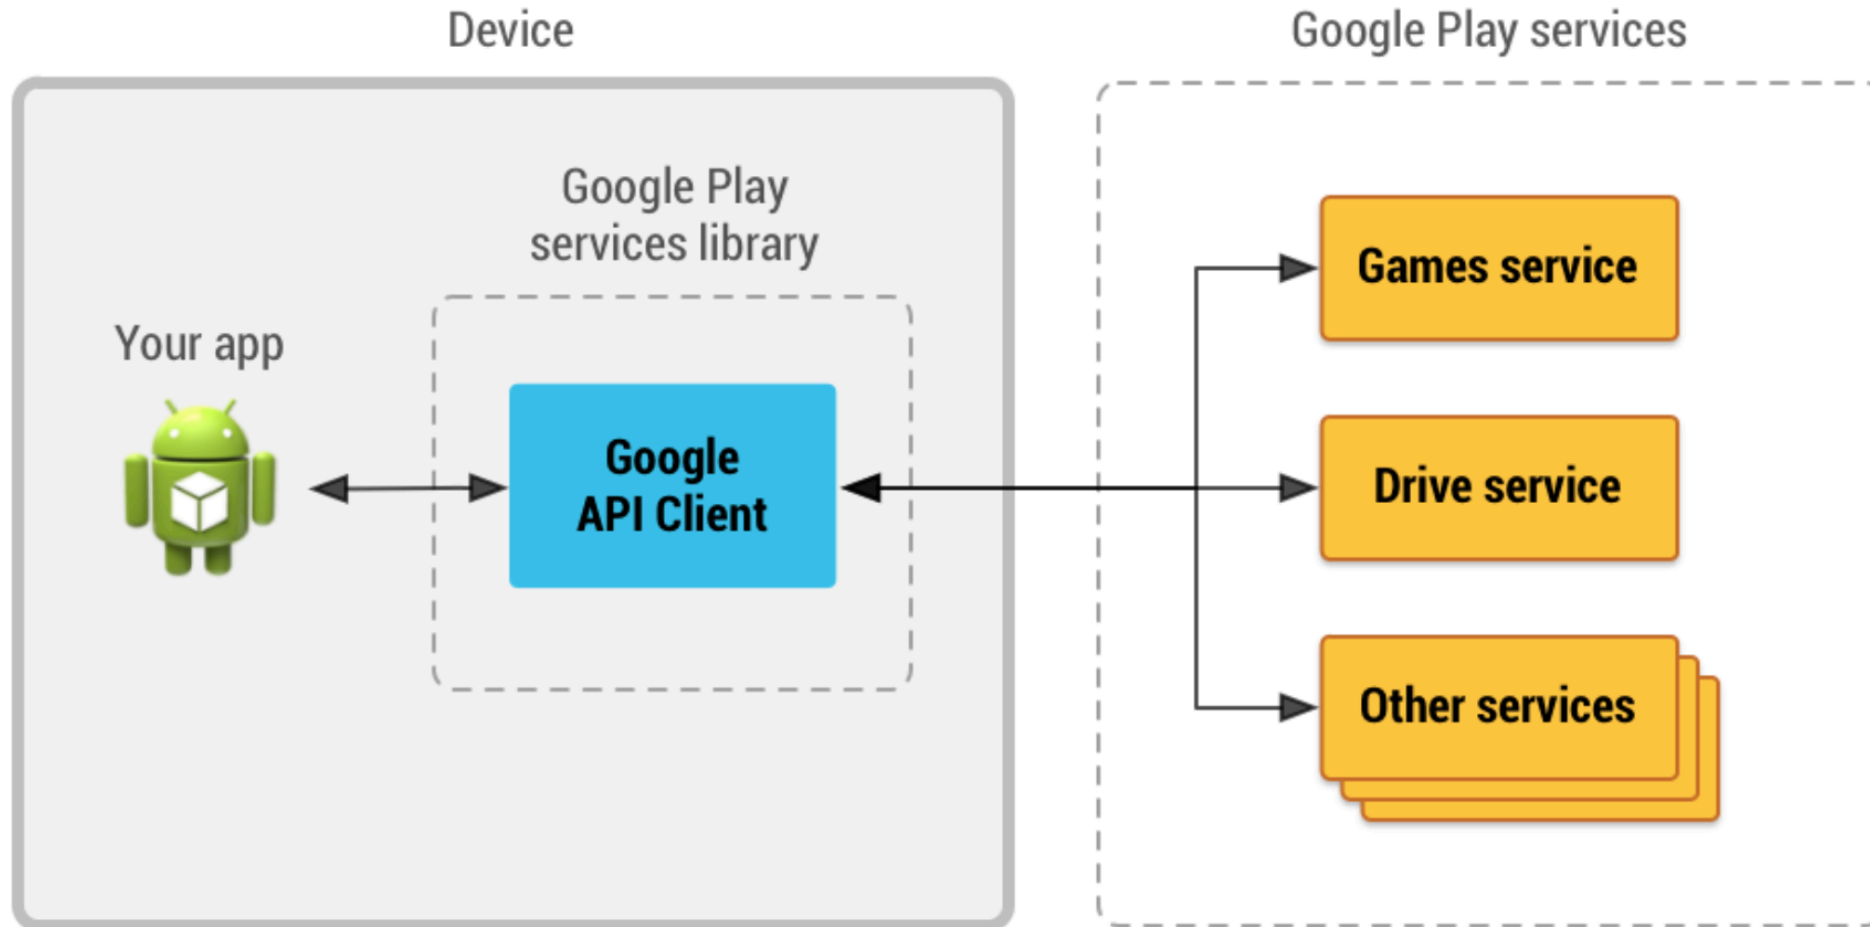 Device
Google Play services
Google Play
services library
Your app
Google
API Client
Games service
Drive service
Other services